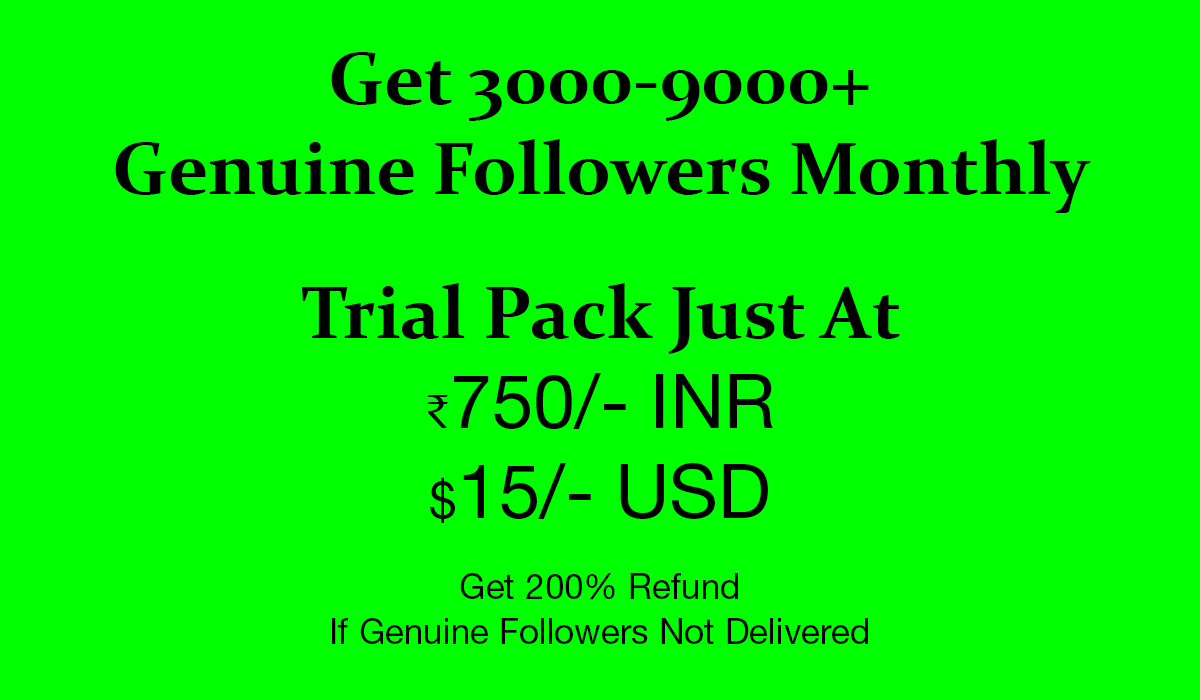 Get 3000-9000+
Genuine Followers Monthly
Trial Pack Just At
₹750/- INR
$15/- USD
Get 200% Refund
If Genuine Followers Not Delivered